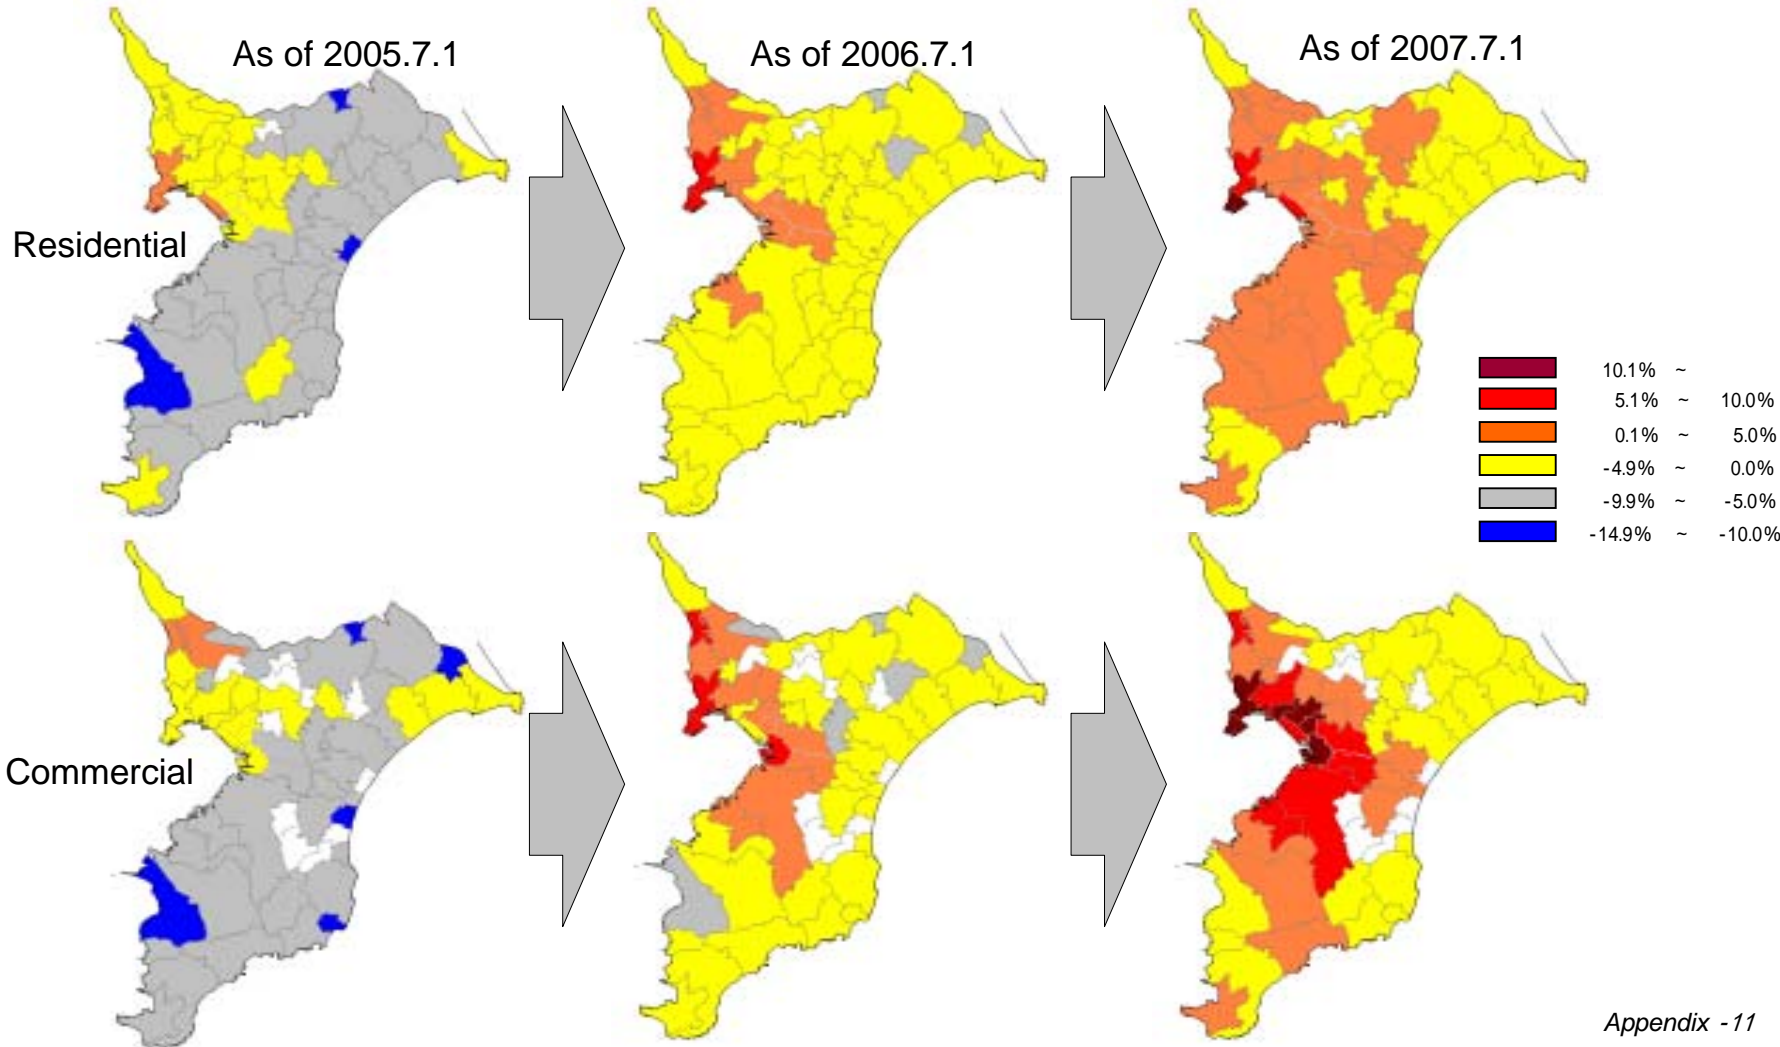 As of 2005.7.1
As of 2006.7.1
As of 2007.7.1
Residential
10.1% ~
5.1% ~ 10.0%
0.1% ~ 5.0%
-4.9% ~ 0.0%
-9.9% ~ -5.0%
-14.9% ~ -10.0%
Commercial
Appendix -11